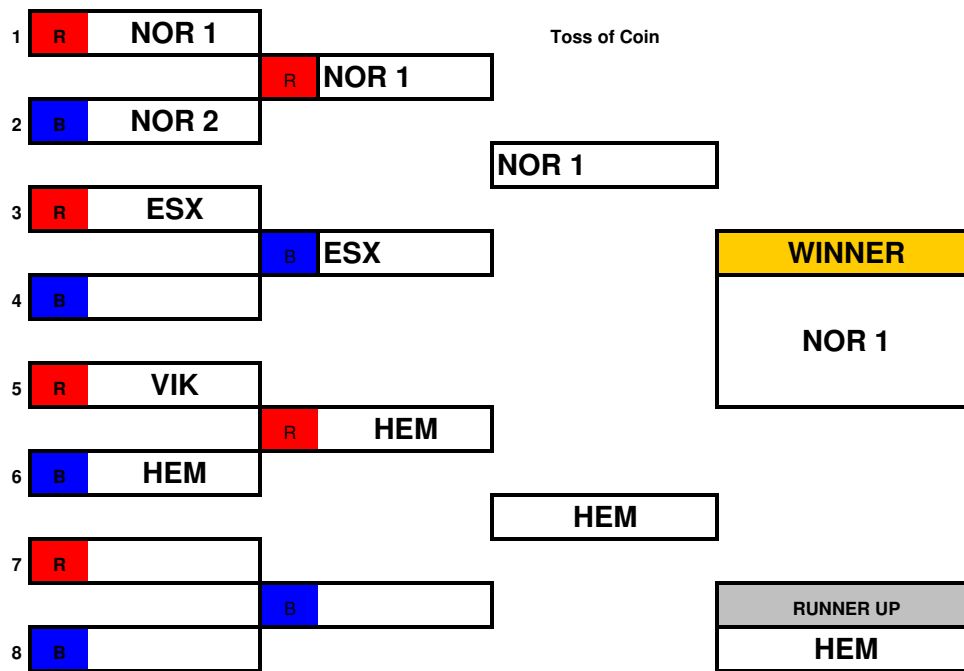 1 R NOR 1 Toss of Coin
R NOR 1
2 B NOR 2
NOR 1
3 R ESX
B ESX WINNER
4 B
NOR 1
5 R VIK
R HEM
6 B HEM
HEM
7 R
B RUNNER UP
8 B HEM